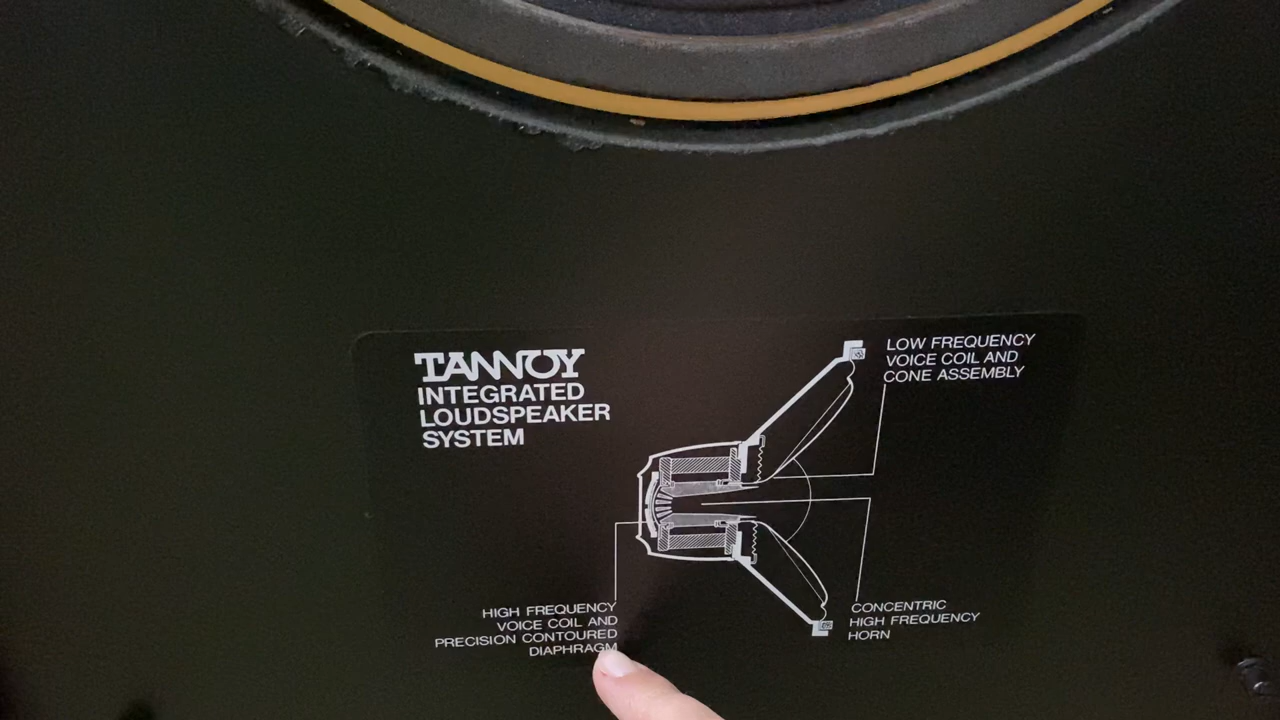 TANNOY
INTEGRATED
LOUDSPEAKER
SYSTEM
LOW FREQUENCY
VOICE COIL AND
CONE ASSEMBLY
HIGH FREQUENCY
VOICE COIL AND
PRECISION CONTOURED
DIAPHRAGM
CONCENTRIC
HIGH FREQUENCY
HORN